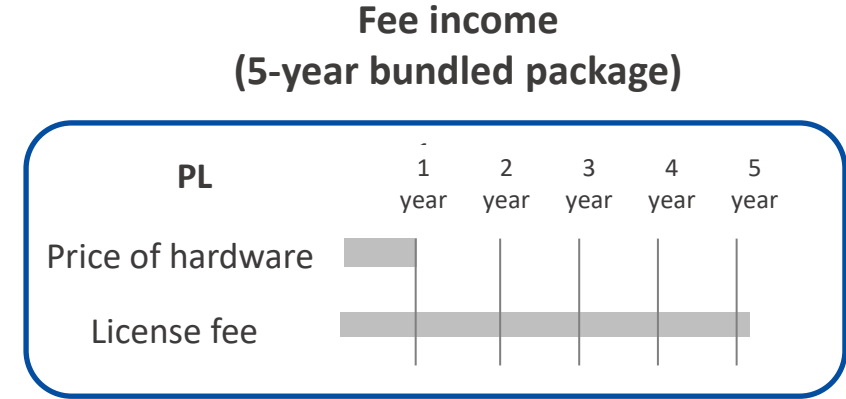 Fee income
(5-year bundled package)
PL
1 2 3 4 5
year year year year year
Price of hardware
License fee